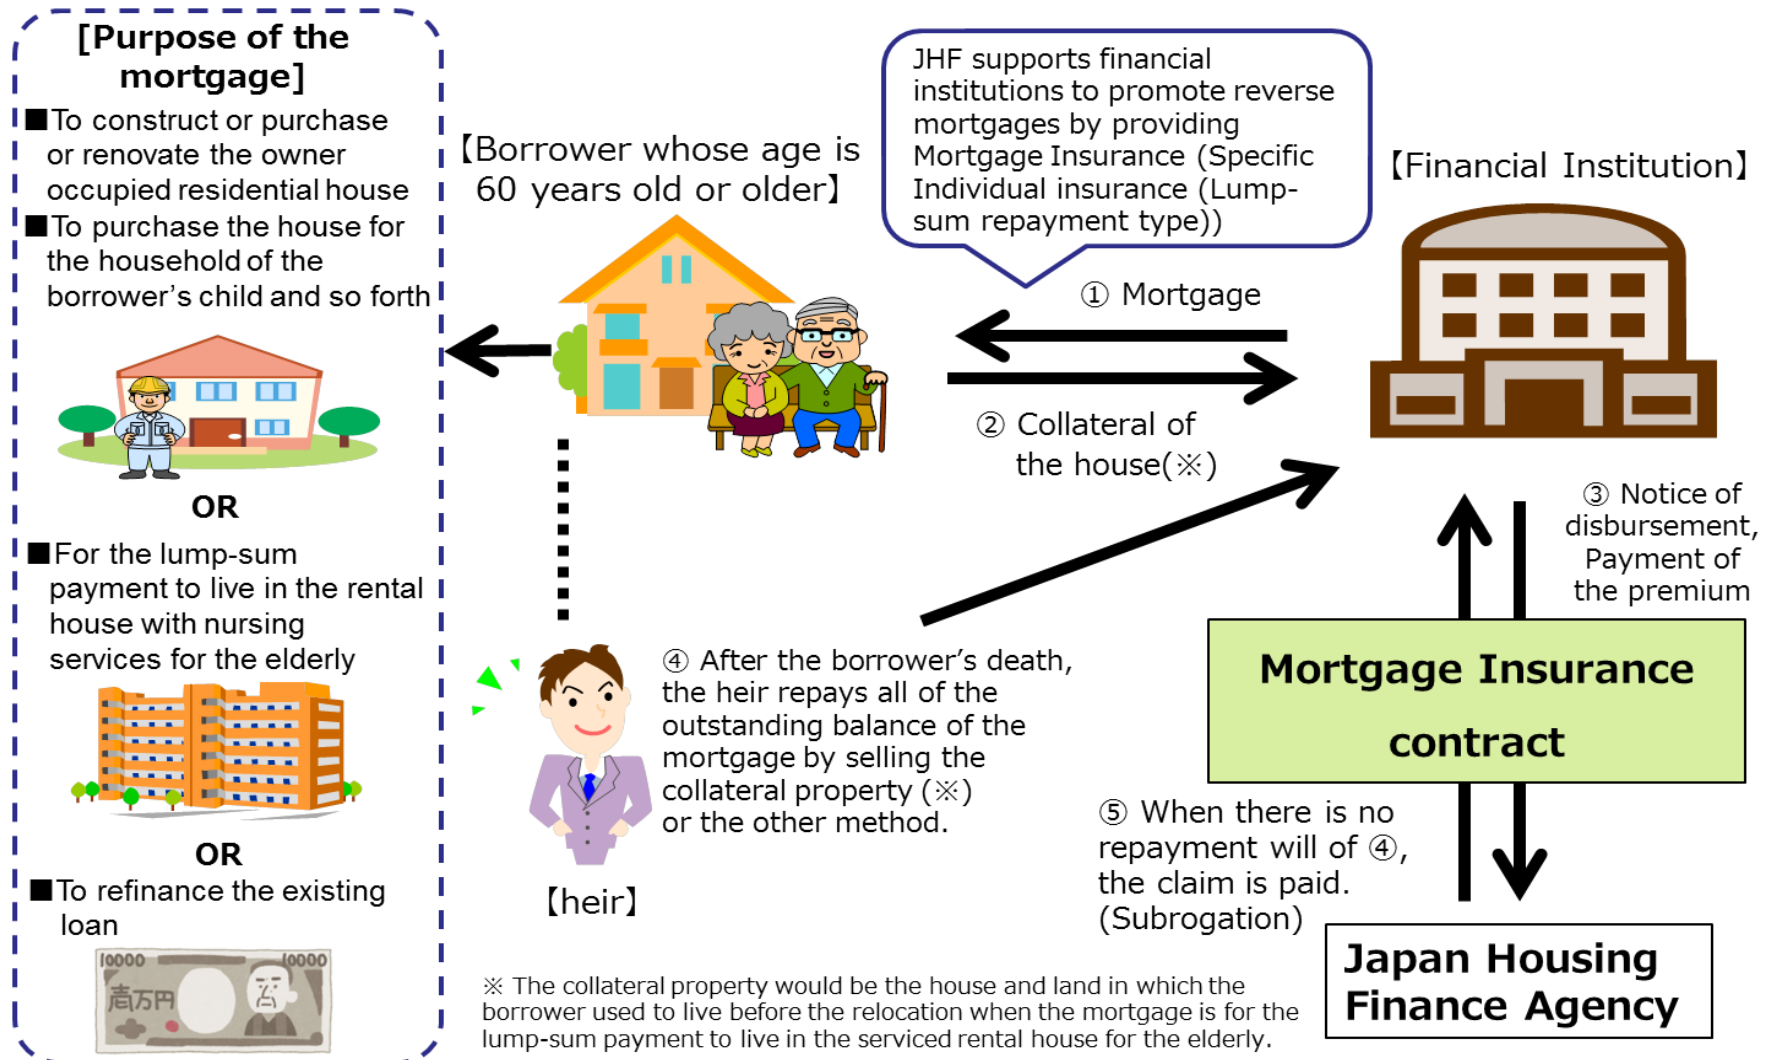 [Purpose of the
mortgage]
■To construct or purchase
or renovate the owner
occupied residential house
■To purchase the house for
the household of the
borrower's child and so forth
OR
■For the lump-sum
payment to live in the rental
house with nursing
services for the elderly
OR
■To refinance the existing
loan
10000 10000
壱万円
【Borrower whose age is
60 years old or older】
JHF supports financial
institutions to promote reverse
mortgages by providing
Mortgage Insurance (Specific
Individual insurance (Lump-
sum repayment type))
【Financial Institution】
① Mortgage
② Collateral of
the house(※)
③ Notice of
disbursement,
Payment of
the premium
④ After the borrower's death,
the heir repays all of the
outstanding balance of the
mortgage by selling the
collateral property (※)
or the other method.
【heir】
Mortgage Insurance
contract
⑤ When there is no
repayment will of ④,
the claim is paid.
(Subrogation)
Japan Housing
Finance Agency
※ The collateral property would be the house and land in which the
borrower used to live before the relocation when the mortgage is for the
lump-sum payment to live in the serviced rental house for the elderly.